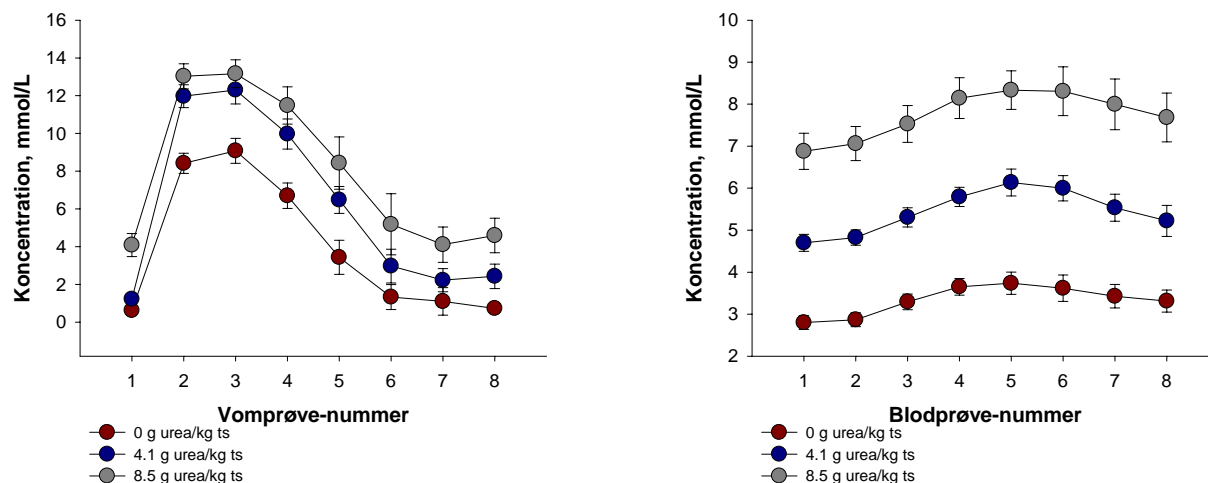 Koncentration, mmol/L
16
14
12
10
8
6
4
2
0
1 2 3 4 5 6 7 8
Vomprøve-nummer
0 g urea/kg ts
4.1 g urea/kg ts
8.5 g urea/kg ts
Koncentration, mmol/L
10
9
8
7
6
5
4
3
2
1 2 3 4 5 6 7 8
Blodprøve-nummer
0 g urea/kg ts
4.1 g urea/kg ts
8.5 g urea/kg ts